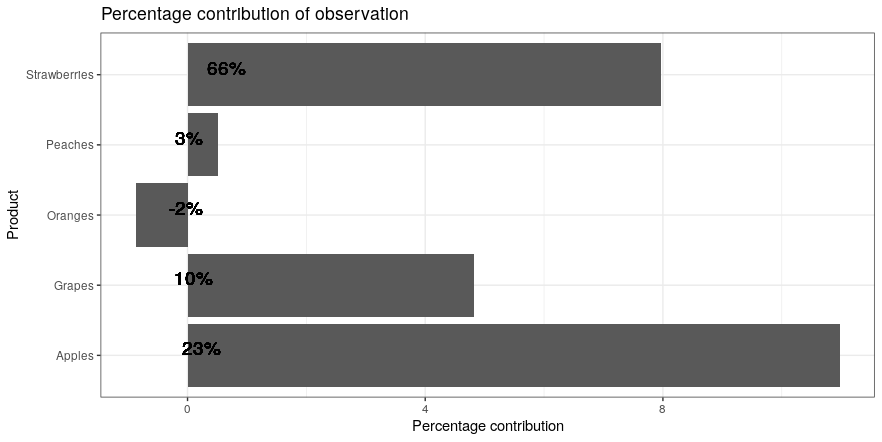 Percentage contribution of observation
Product
Strawberries
66%
Peaches
3%
Oranges
-2%
Grapes
10%
Apples
23%
0 4 8
Percentage contribution